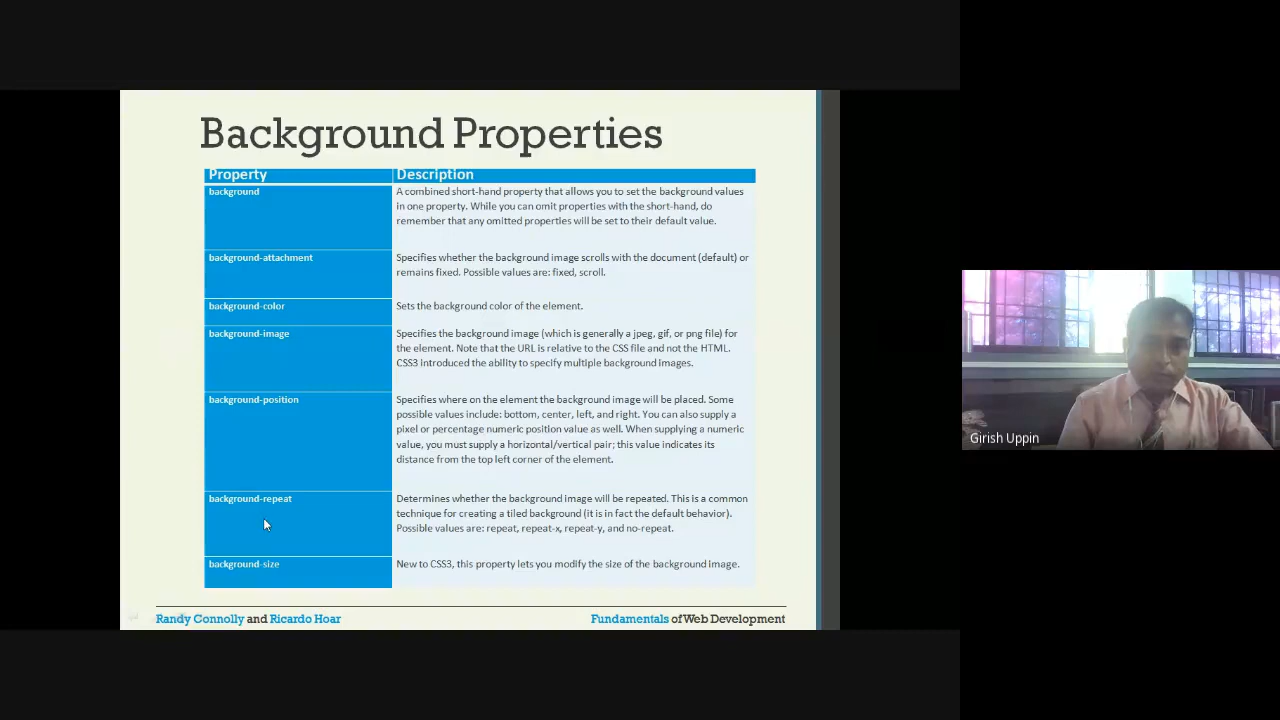 Background Properties
Property Description
background
A combined short-hand property that allows you to set the background values
in one property. While you can omit properties with the short-hand, do
remember that any omitted properties will be set to their default value.
background-attachment
Specifies whether the background image scrolls with the document (default) or
remains fixed. Possible values are: fixed, scroll.
background-color
Sets the background color of the element.
background-image
Specifies the background image (which is generally a jpeg, gif, or png file) for
the element. Note that the URL is relative to the CSS file and not the HTML.
CSS3 introduced the ability to specify multiple background images.
background-position
Specifies where on the element the background image will be placed. Some
possible values include: bottom, center, left, and right. You can also supply a
pixel or percentage numeric position value as well. When supplying a numeric
value, you must supply a horizontal/vertical pair; this value indicates its
distance from the top left corner of the element.
background-repeat
Determines whether the background image will be repeated. This is a common
technique for creating a tiled background (it is in fact the default behavior).
Possible values are: repeat, repeat-x, repeat-y, and no-repeat.
background-size
New to CSS3, this property lets you modify the size of the background image.
Randy Connolly and Ricardo Hoar
Fundamentals of Web Development
Girish Uppin